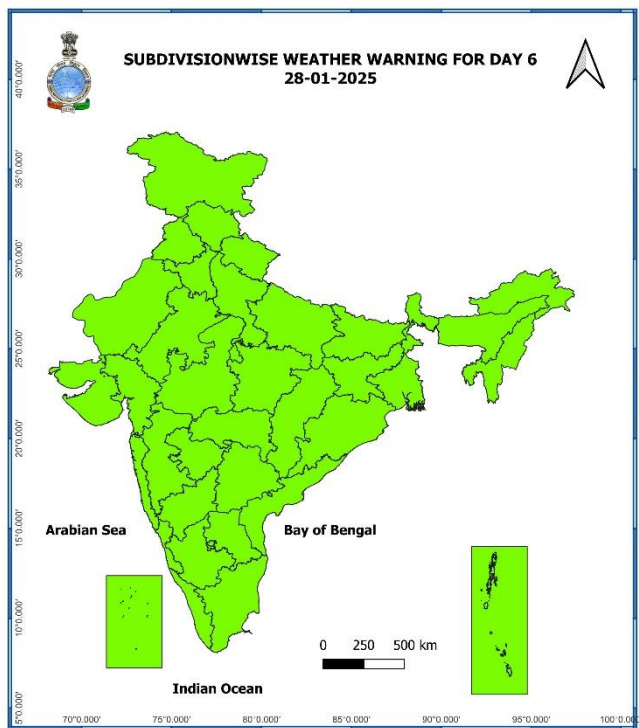 SUBDIVISIONWISE WEATHER WARNING FOR DAY 6
28-01-2025
40°0.000'
35°0.000'
30°0.000'
25°0.000'
20°0.000'
15°0.000'
10°0.000'
5°0.000'
Arabian Sea
Bay of Bengal
0 250 500 km
Indian Ocean
70°0.000' 75°0.000' 80°0.000' 85°0.000' 90°0.000' 95°0.000' 100°0.0